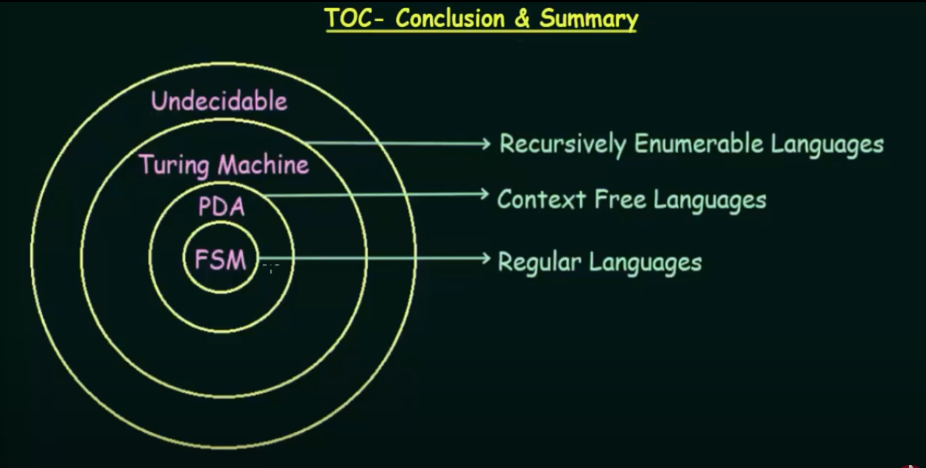 TOC- Conclusion & Summary
Undecidable
Turing Machine
PDA
FSM
Recursively Enumerable Languages
Context Free Languages
Regular Languages